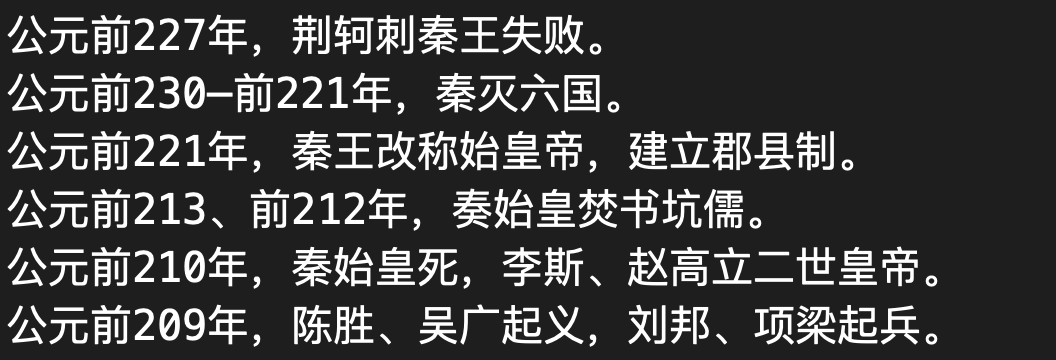 公元前227年，荆轲刺秦王失败。
公元前230—前221年，秦灭六国。
公元前221年，秦王改称始皇帝，建立郡县制。
公元前213、前212年，奏始皇焚书坑儒。
公元前210年，秦始皇死，李斯、赵高立二世皇帝。
公元前209年，陈胜、吴广起义，刘邦、项梁起兵。